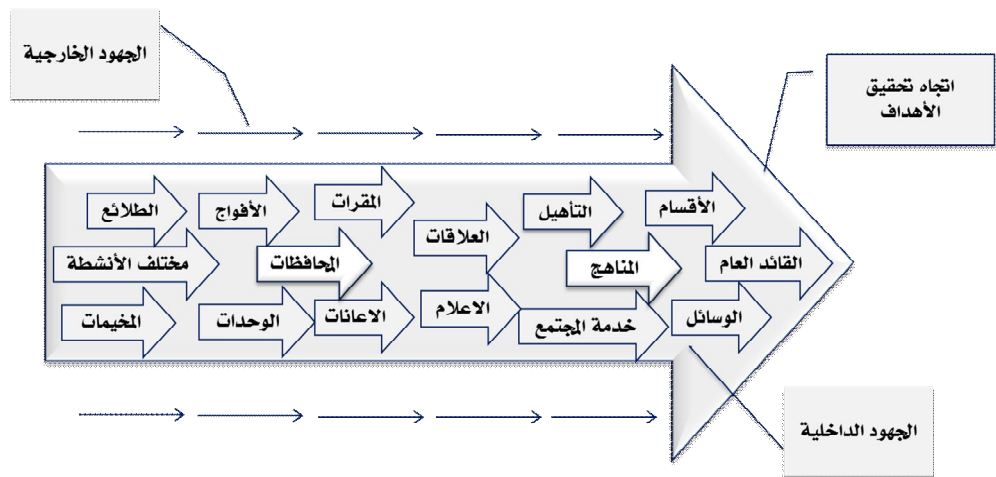 الجهود الخارجية
اتجاه تحقيق
الأهداف
الطلائع
الأفواج
المقرات
التأهيل
الأقسام
العلاقات
مختلف الأنشطة
المحافظات
المناهج
القائد العام
المخيمات
الوحدات
الاعانات
الاعلام
خدمة المجتمع
الوسائل
الجهود الداخلية